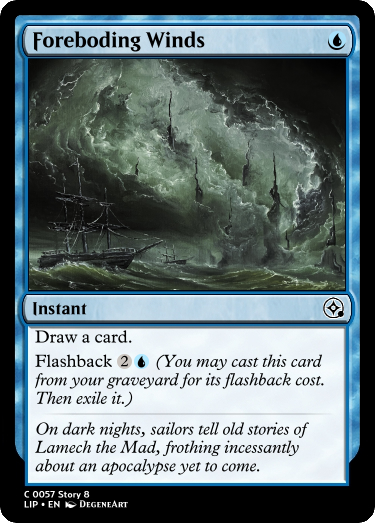 Foreboding Winds
Instant
Draw a card.
Flashback 2 (You may cast this card
from your graveyard for its flashback cost.
Then exile it.)
On dark nights, sailors tell old stories of
Lamech the Mad, frothing incessantly
about an apocalypse yet to come.
C 0057 Story 8
LIP • EN DegeneArt